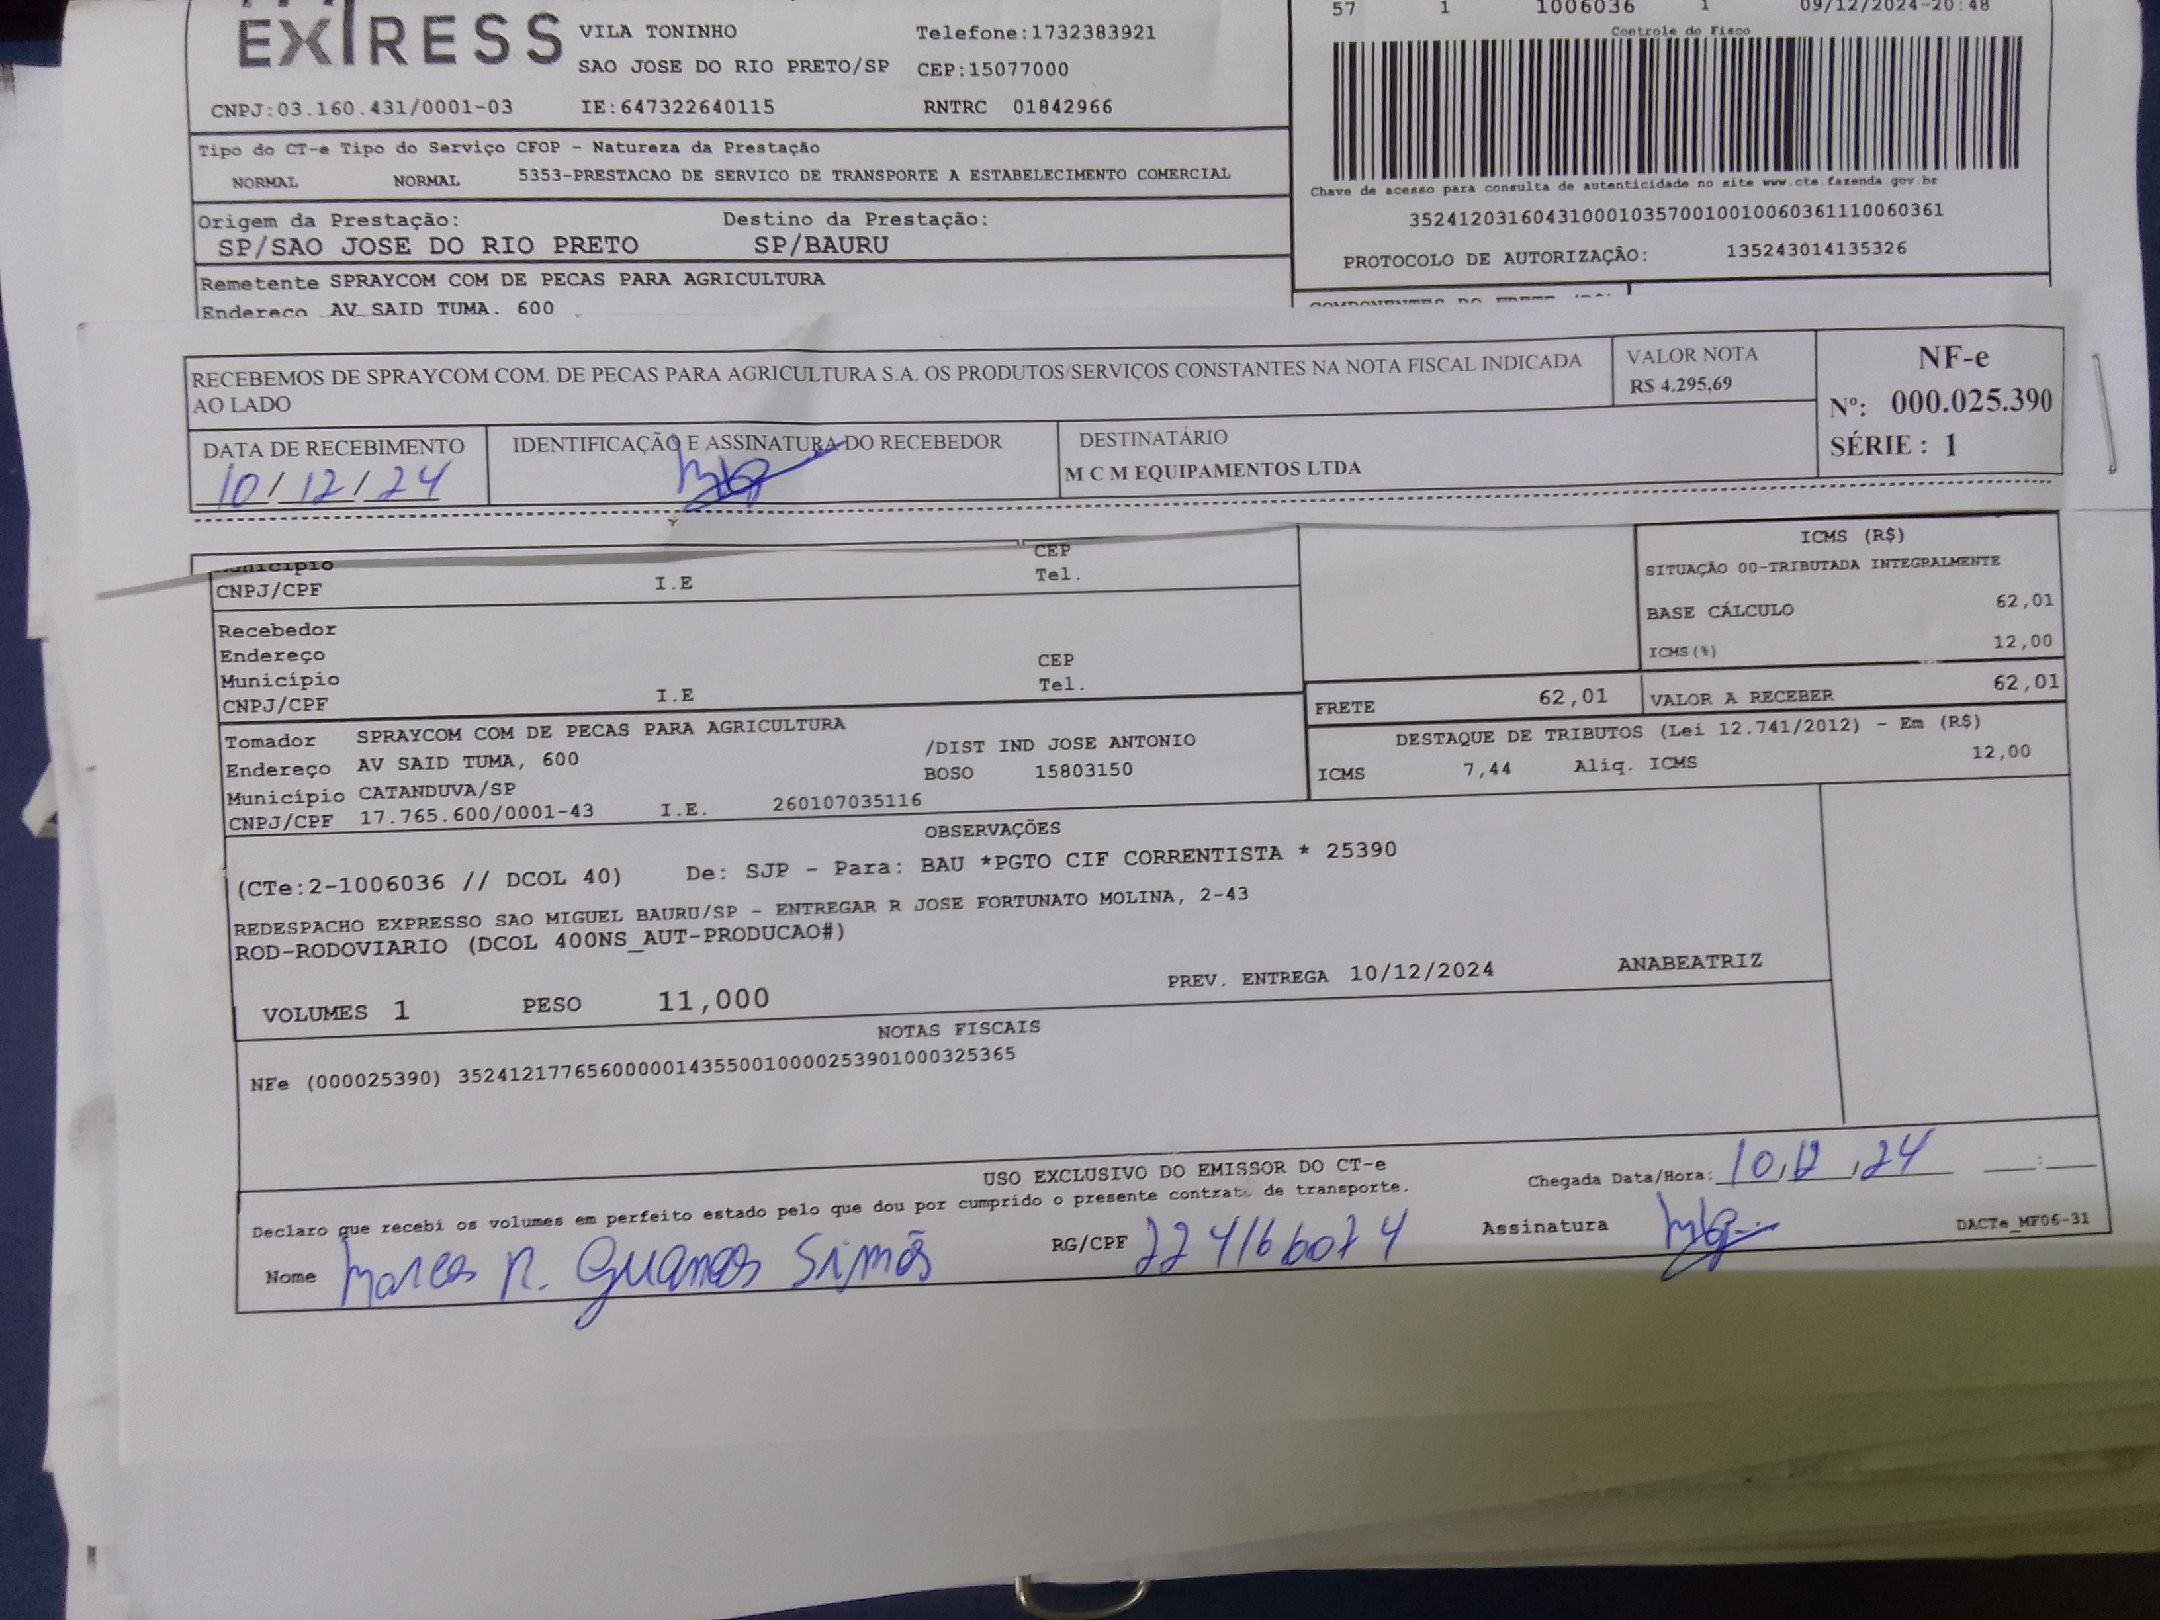 EXPRESS
VILA TONINHO Telefone:1732383921
SAO JOSE DO RIO PRETO/SP CEP:15077000
CNPJ:03.160.431/0001-03 IE:647322640115 RNTRC 01842966
57 1 1006036 1 09/12/2024-20:48
Controle do Fisco
Tipo do CT-e Tipo do Serviço CFOP - Natureza da Prestação
NORMAL NORMAL 5353-PRESTACAO DE SERVICO DE TRANSPORTE A ESTABELECIMENTO COMERCIAL
Chave de acesso para consulta de autenticidade no site www.cte.fazenda.gov.br
35241203160431000103570010010060361110060361
PROTOCOLO DE AUTORIZAÇÃO: 135243014135326
Origem da Prestação: Destino da Prestação:
SP/SAO JOSE DO RIO PRETO SP/BAURU
Remetente SPRAYCOM COM DE PECAS PARA AGRICULTURA
Endereço AV SAID TUMA, 600
RECEBEMOS DE SPRAYCOM COM. DE PECAS PARA AGRICULTURA S.A. OS PRODUTOS/SERVIÇOS CONSTANTES NA NOTA FISCAL INDICADA
AO LADO
VALOR NOTA
R$ 4.295,69
NF-e
Nº: 000.025.390
SÉRIE : 1
DATA DE RECEBIMENTO IDENTIFICAÇÃO E ASSINATURA DO RECEBEDOR DESTINATÁRIO
10/12/24 M C M EQUIPAMENTOS LTDA
Município CEP
CNPJ/CPF I.E Tel.
Recebedor
Endereço
Município CEP
CNPJ/CPF I.E Tel.
ICMS (R$)
SITUAÇÃO 00-TRIBUTADA INTEGRALMENTE
BASE CÁLCULO 62,01
ICMS(%) 12,00
FRETE 62,01 VALOR A RECEBER 62,01
DESTAQUE DE TRIBUTOS (Lei 12.741/2012) - Em (R$)
ICMS 7,44 Aliq. ICMS 12,00
Tomador SPRAYCOM COM DE PECAS PARA AGRICULTURA
Endereço AV SAID TUMA, 600 /DIST IND JOSE ANTONIO
BOSO 15803150
Município CATANDUVA/SP
CNPJ/CPF 17.765.600/0001-43 I.E. 260107035116
OBSERVAÇÕES
(CTe:2-1006036 // DCOL 40) De: SJP - Para: BAU *PGTO CIF CORRENTISTA * 25390
REDESPACHO EXPRESSO SAO MIGUEL BAURU/SP - ENTREGAR R JOSE FORTUNATO MOLINA, 2-43
ROD-RODOVIARIO (DCOL 400NS_AUT-PRODUCAO#)
VOLUMES 1 PESO 11,000 PREV. ENTREGA 10/12/2024 ANABEATRIZ
NOTAS FISCAIS
NFe (000025390) 35241217765600000143550010000253901000325365
USO EXCLUSIVO DO EMISSOR DO CT-e
Declaro que recebi os volumes em perfeito estado pelo que dou por cumprido o presente contrato de transporte.
Chegada Data/Hora: 10,12,24 __:__
Nome R. Simões RG/CPF Assinatura DACTe_MF06-31